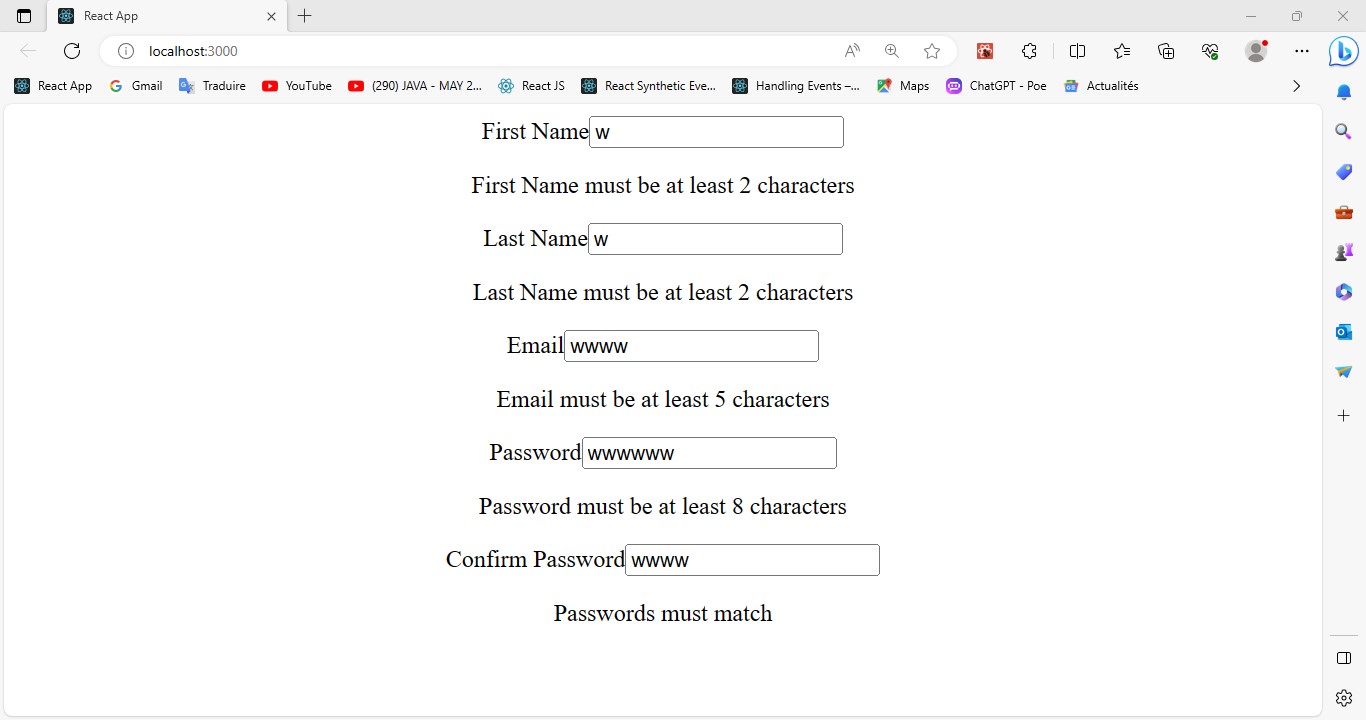 React App
localhost:3000
React App Gmail Traduire YouTube (290) JAVA - MAY 2... React JS React Synthetic Eve... Handling Events –... Maps ChatGPT - Poe Actualités
First Name w
First Name must be at least 2 characters
Last Name w
Last Name must be at least 2 characters
Email wwww
Email must be at least 5 characters
Password wwwwww
Password must be at least 8 characters
Confirm Password wwww
Passwords must match